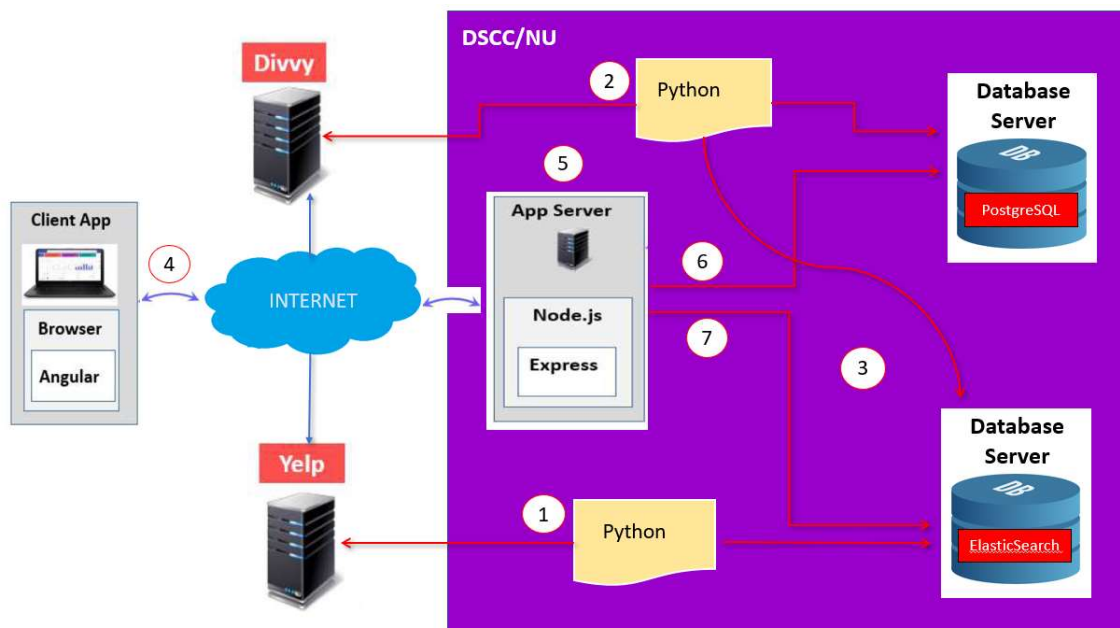 DSCC/NU
Divvy
2
Python
Database
Server
DB
PostgreSQL
5
Client App
App Server
4
6
INTERNET
Node.js
Browser
7
Express
Angular
3
Database
Server
Yelp
DB
1
Python
ElasticSearch